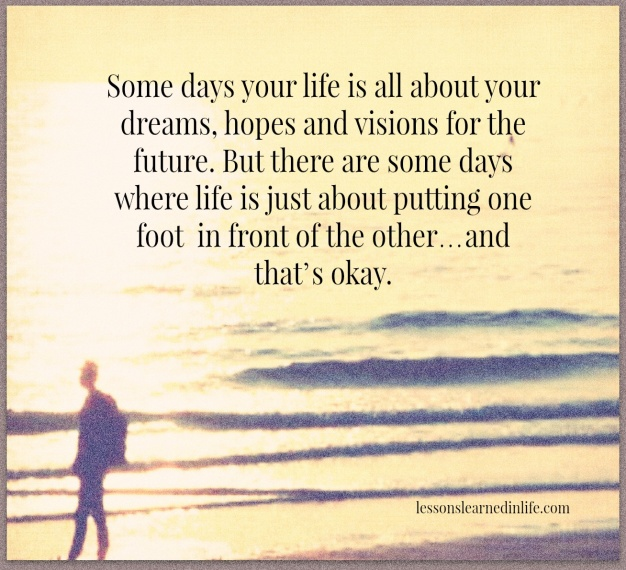 Some days your life is all about your
dreams, hopes and visions for the
future. But there are some days
where life is just about putting one
foot  in front of the other...and
that's okay.
lessonslearnedinlife.com